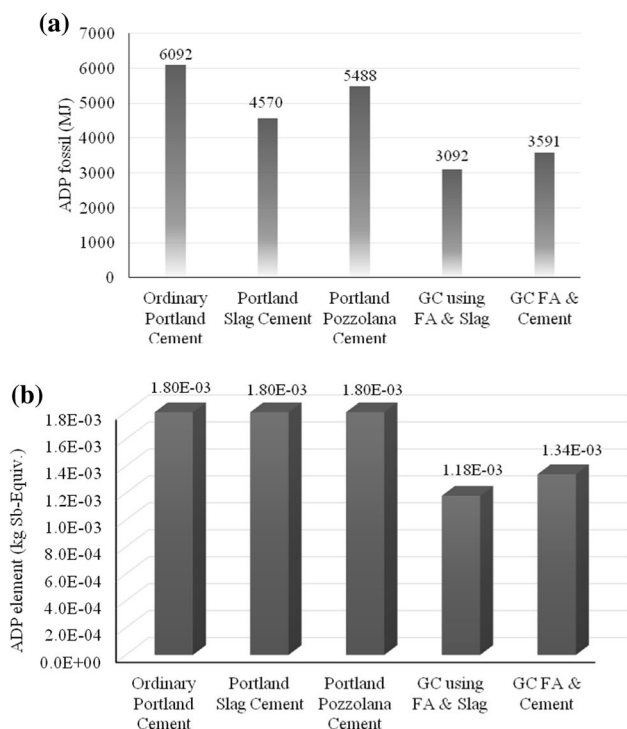 (a)
ADP fossil (MJ)
7000
6000
5000
4000
3000
2000
1000
0
6092
4570
5488
3092
3591
Ordinary
Portland
Cement
Portland
Slag Cement
Portland
Pozzolana
Cement
GC using
FA & Slag
GC FA &
Cement
(b)
ADP element (kg Sb-Equiv.)
1.8E-03
1.6E-03
1.4E-03
1.2E-03
1.0E-03
8.0E-04
6.0E-04
4.0E-04
2.0E-04
0.0E+00
1.80E-03
1.80E-03
1.80E-03
1.18E-03
1.34E-03
Ordinary
Portland
Cement
Portland
Slag Cement
Portland
Pozzolana
Cement
GC using
FA & Slag
GC FA &
Cement